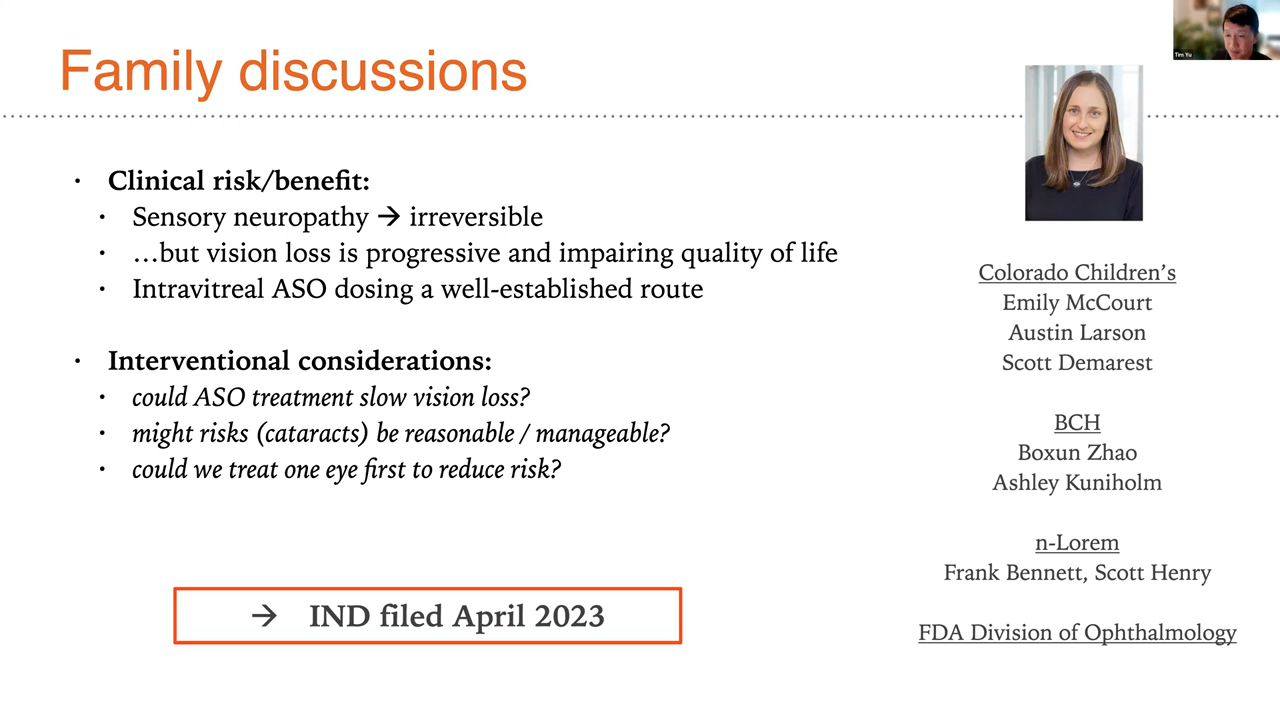 Family discussions
Tim Yu
• Clinical risk/benefit:
• Sensory neuropathy → irreversible
• …but vision loss is progressive and impairing quality of life
• Intravitreal ASO dosing a well-established route
• Interventional considerations:
• could ASO treatment slow vision loss?
• might risks (cataracts) be reasonable / manageable?
• could we treat one eye first to reduce risk?
→ IND filed April 2023
Colorado Children’s
Emily McCourt
Austin Larson
Scott Demarest
BCH
Boxun Zhao
Ashley Kuniholm
n-Lorem
Frank Bennett, Scott Henry
FDA Division of Ophthalmology